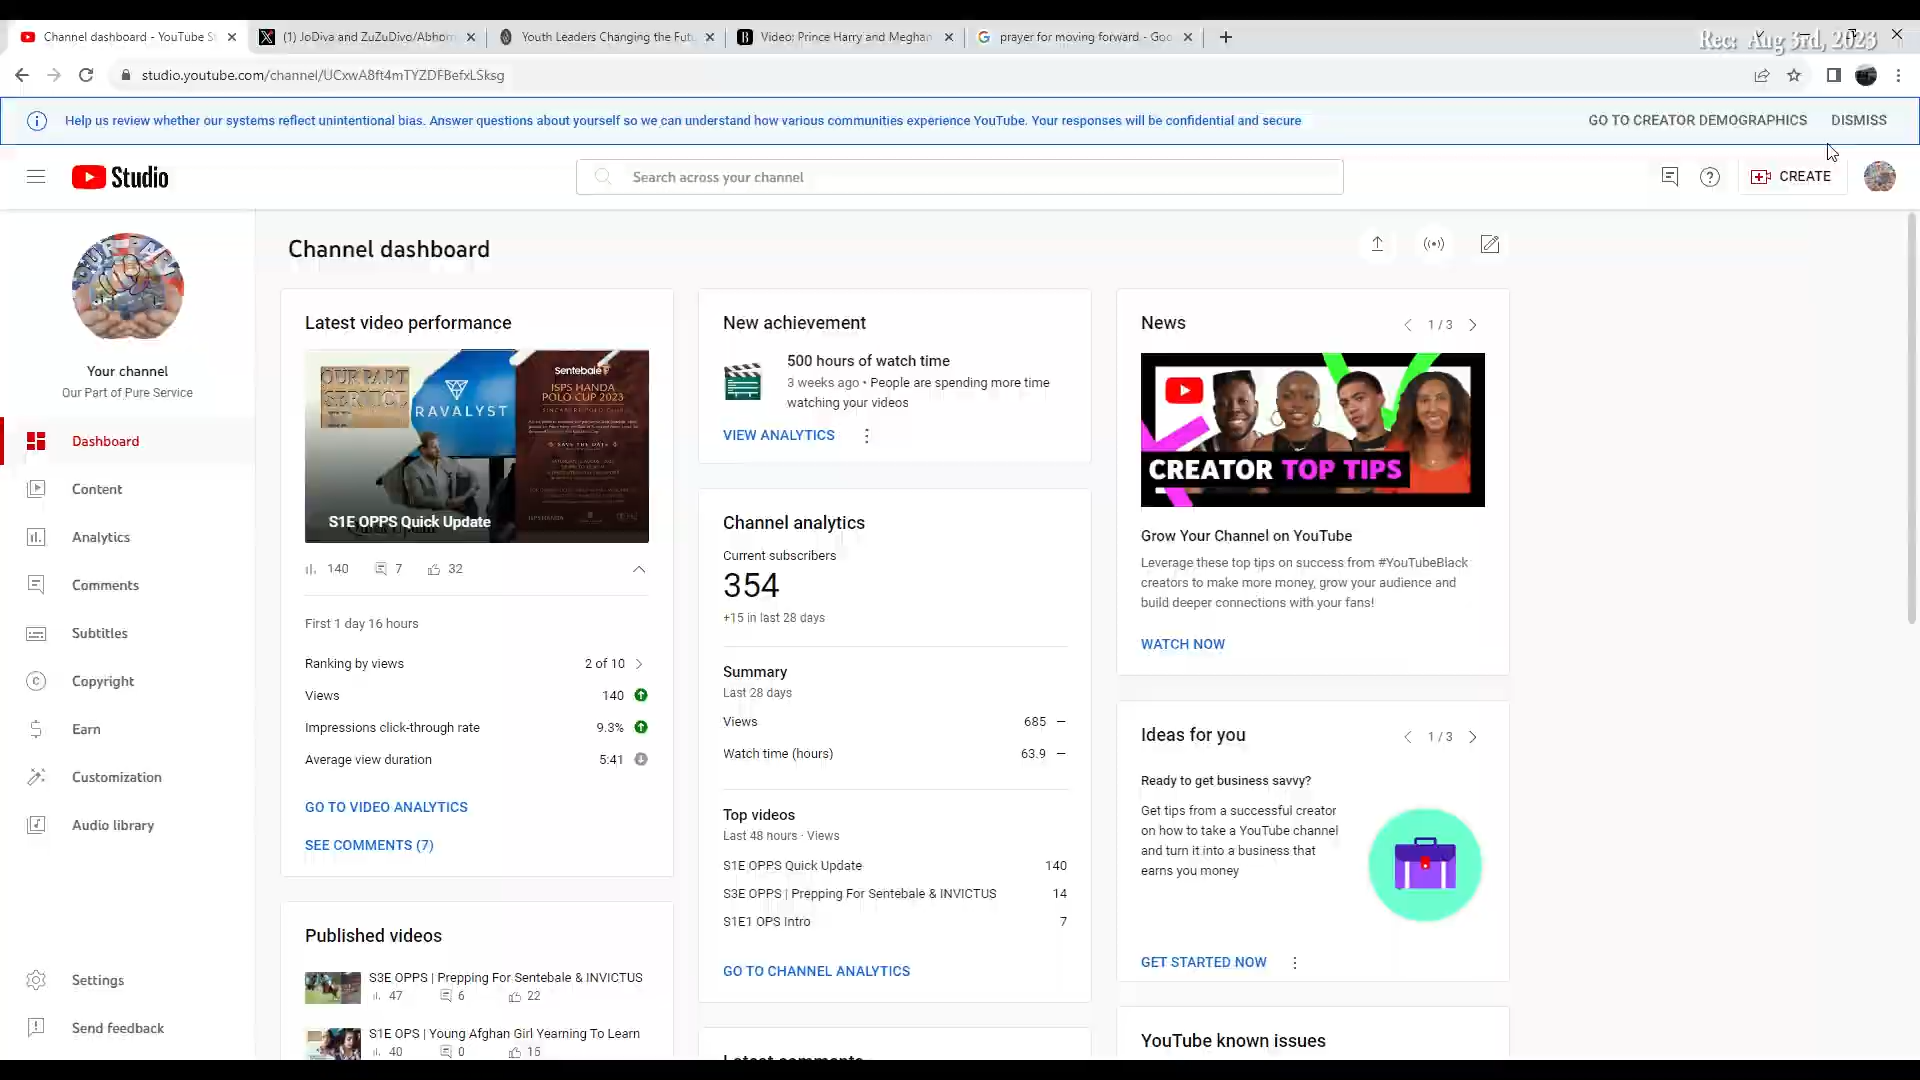 Channel dashboard - YouTube S
(1) JoDiva and ZuZuDivo/Abhom
Youth Leaders Changing the Futu
Video: Prince Harry and Meghan
prayer for moving forward - Goo
Rec: Aug 3rd, 2023
studio.youtube.com/channel/UCxwA8ft4mTYZDFBefxLSksg
Help us review whether our systems reflect unintentional bias. Answer questions about yourself so we can understand how various communities experience YouTube. Your responses will be confidential and secure
GO TO CREATOR DEMOGRAPHICS
DISMISS
Studio
Search across your channel
CREATE
Your channel
Our Part of Pure Service
Dashboard
Content
Analytics
Comments
Subtitles
Copyright
Earn
Customization
Audio library
Settings
Send feedback
Channel dashboard
Latest video performance
OUR PART
SERVICE
RAVALYST
Sentebale
ISPS HANDA
POLO CUP 2023
SAVE THE DATE
S1E OPPS Quick Update
140
7
32
First 1 day 16 hours
Ranking by views
2 of 10
Views
140
Impressions click-through rate
9.3%
Average view duration
5:41
GO TO VIDEO ANALYTICS
SEE COMMENTS (7)
Published videos
S3E OPPS | Prepping For Sentebale & INVICTUS
47
6
22
S1E OPS | Young Afghan Girl Yearning To Learn
40
0
15
New achievement
500 hours of watch time
3 weeks ago • People are spending more time
watching your videos
VIEW ANALYTICS
Channel analytics
Current subscribers
354
+15 in last 28 days
Summary
Last 28 days
Views
685 —
Watch time (hours)
63.9 —
Top videos
Last 48 hours · Views
S1E OPPS Quick Update
140
S3E OPPS | Prepping For Sentebale & INVICTUS
14
S1E1 OPS Intro
7
GO TO CHANNEL ANALYTICS
Latest comments
News
1 / 3
CREATOR TOP TIPS
Grow Your Channel on YouTube
Leverage these top tips on success from #YouTubeBlack
creators to make more money, grow your audience and
build deeper connections with your fans!
WATCH NOW
Ideas for you
1 / 3
Ready to get business savvy?
Get tips from a successful creator
on how to take a YouTube channel
and turn it into a business that
earns you money
GET STARTED NOW
YouTube known issues